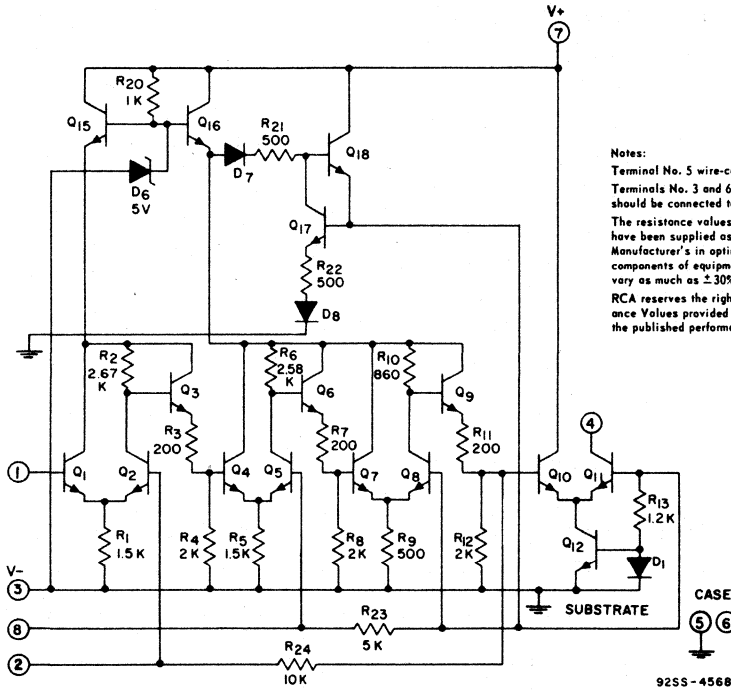 V+
7
R20
1K
Q15
Q16
R21
500
Q18
D7
D6
5V
Q17
R22
500
D8
Notes:
Terminal No. 5 wire-c
Terminals No. 3 and 6
should be connected t
The resistance values
have been supplied as
Manufacturer's in opti
components of equipm
vary as much as ±30%
RCA reserves the righ
ance Values provided
the published perform
R2
2.67
K
Q3
R3
200
R6
2.58
K
Q6
R7
200
R10
860
Q9
R11
200
4
1
Q1
Q2
Q4
Q5
Q7
Q8
Q10
Q11
R13
1.2K
R1
1.5K
R4
2K
R5
1.5K
R8
2K
R9
500
R12
2K
Q12
D1
V-
3
SUBSTRATE
CASE
8
R23
5K
5 6
2
R24
10K
92SS-4568